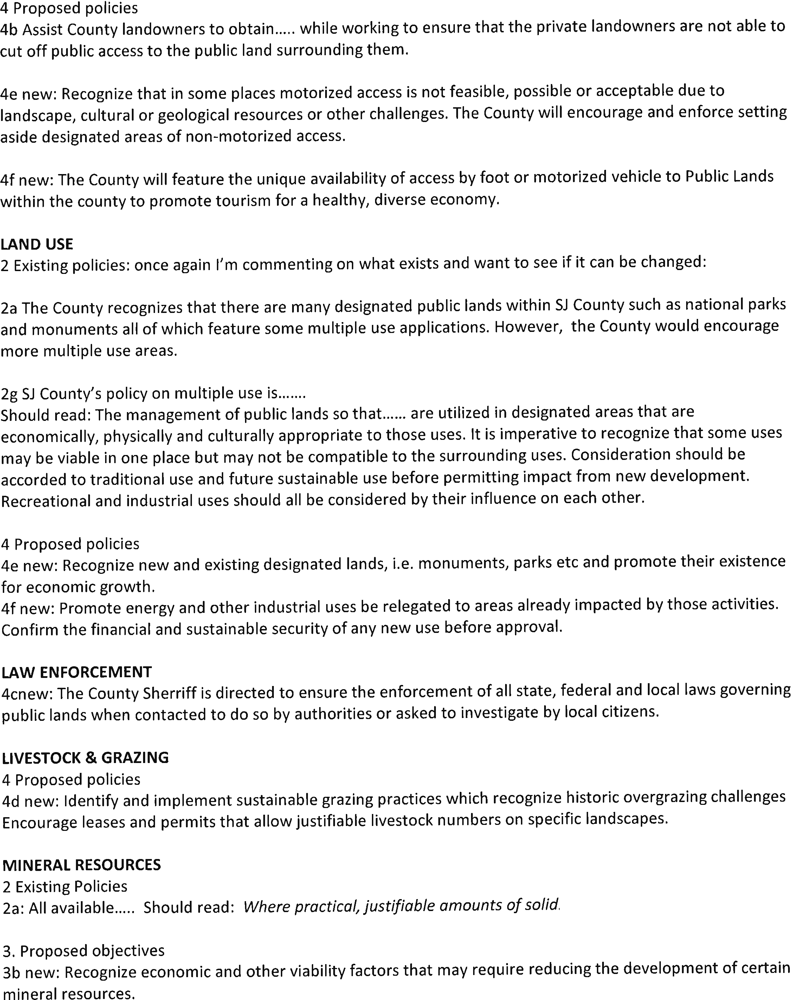 4 Proposed policies
4b Assist County landowners to obtain..... while working to ensure that the private landowners are not able to
cut off public access to the public land surrounding them.
4e new: Recognize that in some places motorized access is not feasible, possible or acceptable due to
landscape, cultural or geological resources or other challenges. The County will encourage and enforce setting
aside designated areas of non-motorized access.
4f new: The County will feature the unique availability of access by foot or motorized vehicle to Public Lands
within the county to promote tourism for a healthy, diverse economy.
LAND USE
2 Existing policies: once again I'm commenting on what exists and want to see if it can be changed:
2a The County recognizes that there are many designated public lands within SJ County such as national parks
and monuments all of which feature some multiple use applications. However,  the County would encourage
more multiple use areas.
2g SJ County's policy on multiple use is.......
Should read: The management of public lands so that...... are utilized in designated areas that are
economically, physically and culturally appropriate to those uses. It is imperative to recognize that some uses
may be viable in one place but may not be compatible to the surrounding uses. Consideration should be
accorded to traditional use and future sustainable use before permitting impact from new development.
Recreational and industrial uses should all be considered by their influence on each other.
4 Proposed policies
4e new: Recognize new and existing designated lands, i.e. monuments, parks etc and promote their existence
for economic growth.
4f new: Promote energy and other industrial uses be relegated to areas already impacted by those activities.
Confirm the financial and sustainable security of any new use before approval.
LAW ENFORCEMENT
4cnew: The County Sherriff is directed to ensure the enforcement of all state, federal and local laws governing
public lands when contacted to do so by authorities or asked to investigate by local citizens.
LIVESTOCK & GRAZING
4 Proposed policies
4d new: Identify and implement sustainable grazing practices which recognize historic overgrazing challenges
Encourage leases and permits that allow justifiable livestock numbers on specific landscapes.
MINERAL RESOURCES
2 Existing Policies
2a: All available.....  Should read:  Where practical, justifiable amounts of solid.
3. Proposed objectives
3b new: Recognize economic and other viability factors that may require reducing the development of certain
mineral resources.